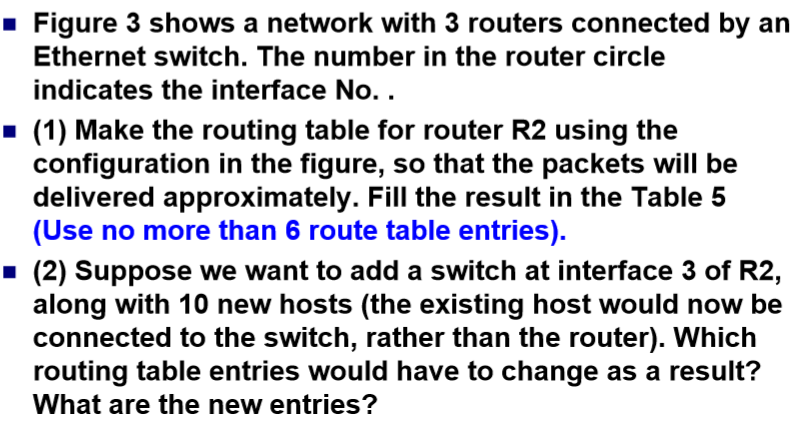 Figure 3 shows a network with 3 routers connected by an
Ethernet switch. The number in the router circle
indicates the interface No. .
(1) Make the routing table for router R2 using the
configuration in the figure, so that the packets will be
delivered approximately. Fill the result in the Table 5
(Use no more than 6 route table entries).
(2) Suppose we want to add a switch at interface 3 of R2,
along with 10 new hosts (the existing host would now be
connected to the switch, rather than the router). Which
routing table entries would have to change as a result?
What are the new entries?